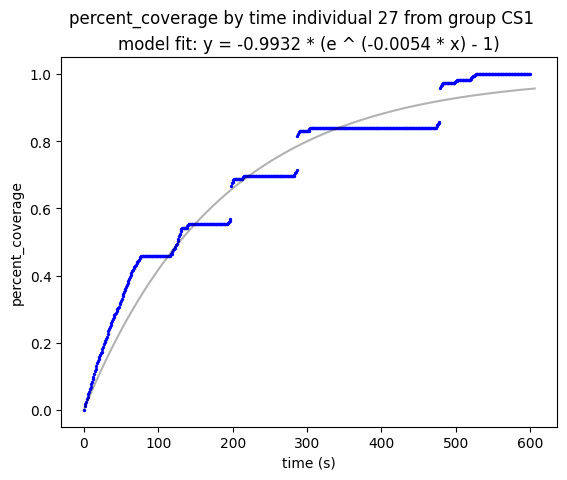 percent_coverage by time individual 27 from group CS1
model fit: y = -0.9932 * (e ^ (-0.0054 * x) - 1)
1.0
0.8
0.6
0.4
0.2
0.0
percent_coverage
0 100 200 300 400 500 600
time (s)